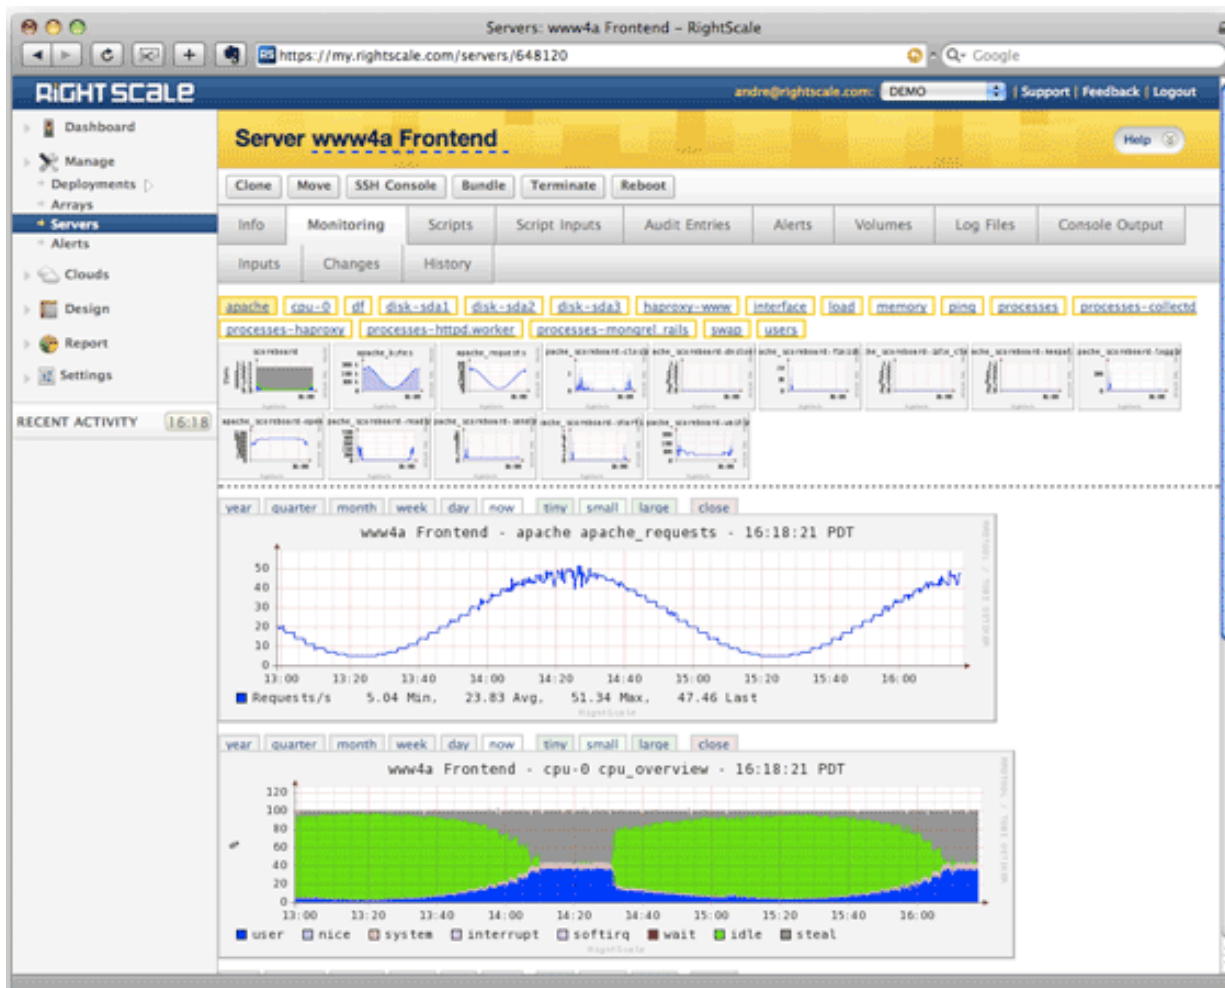 Servers: www4a Frontend – RightScale
RS https://my.rightscale.com/servers/648120
Google
RIGHTSCALE
andre@rightscale.com: DEMO | Support | Feedback | Logout
Dashboard
Manage
Deployments
Arrays
Servers
Alerts
Clouds
Design
Report
Settings
RECENT ACTIVITY 16:18
Server www4a Frontend
Help
Clone Move SSH Console Bundle Terminate Reboot
Info Monitoring Scripts Script Inputs Audit Entries Alerts Volumes Log Files Console Output
Inputs Changes History
apache cpu-0 df disk-sda1 disk-sda2 disk-sda3 haproxy-www interface load memory ping processes processes-collectd
processes-haproxy processes-httpd.worker processes-mongrel_rails swap users
scoreboard apache_bytes apache_requests
year quarter month week day now tiny small large close
www4a Frontend - apache apache_requests - 16:18:21 PDT
50
40
30
20
10
0
13:00 13:20 13:40 14:00 14:20 14:40 15:00 15:20 15:40 16:00
Requests/s 5.04 Min, 23.83 Avg, 51.34 Max, 47.46 Last
RightScale
year quarter month week day now tiny small large close
www4a Frontend - cpu-0 cpu_overview - 16:18:21 PDT
120
100
80
60
40
20
0
%
13:00 13:20 13:40 14:00 14:20 14:40 15:00 15:20 15:40 16:00
user nice system interrupt softirq wait idle steal
RightScale